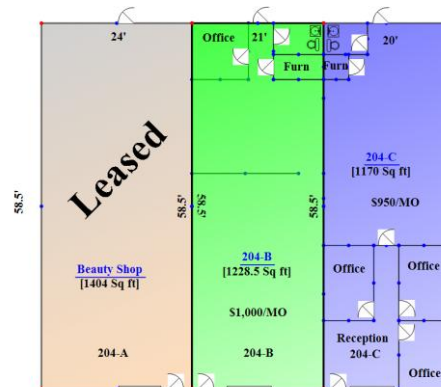 24'
Office
21'
20'
Furn
Furn
Leased
204-C
[1170 Sq ft]
58.5'
58.5'
58.5'
58.5'
$950/MO
Beauty Shop
[1404 Sq ft]
204-B
[1228.5 Sq ft]
Office
Office
$1,000/MO
Reception
204-C
204-A
204-B
Office